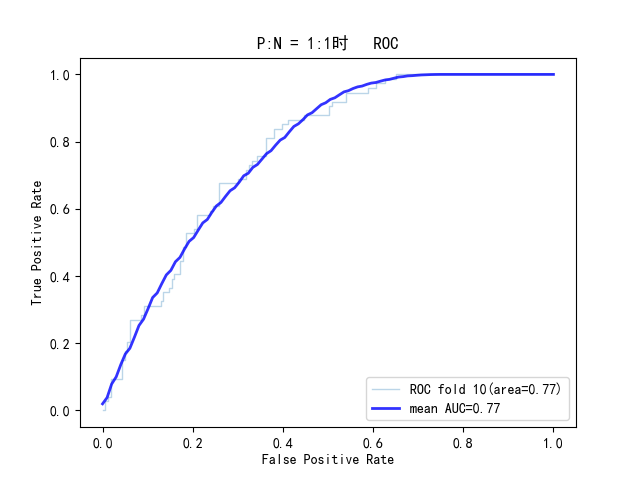 P:N = 1:1时 ROC
1.0
0.8
0.6
0.4
0.2
0.0
True Positive Rate
0.0 0.2 0.4 0.6 0.8 1.0
False Positive Rate
ROC fold 10(area=0.77)
mean AUC=0.77